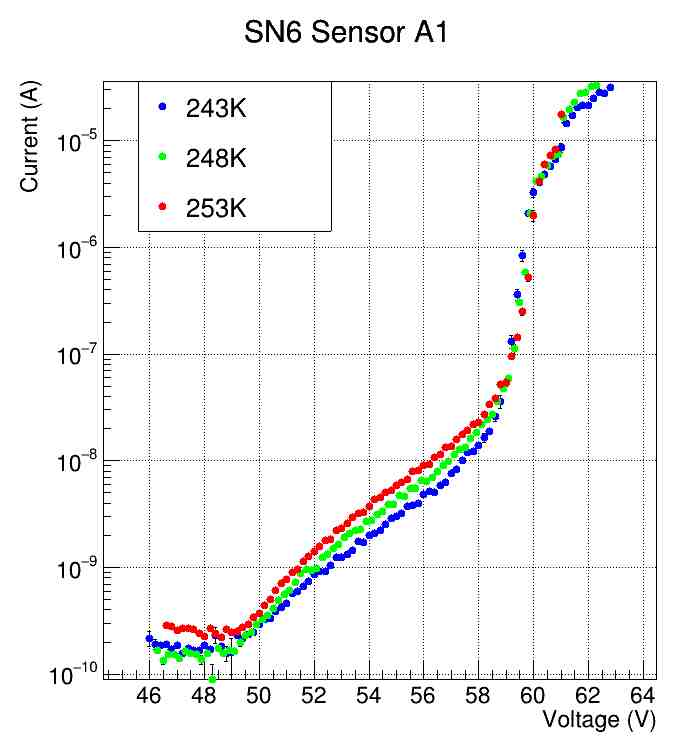 SN6 Sensor A1
Current (A)
243K
248K
253K
10−5
10−6
10−7
10−8
10−9
10−10
46 48 50 52 54 56 58 60 62 64
Voltage (V)